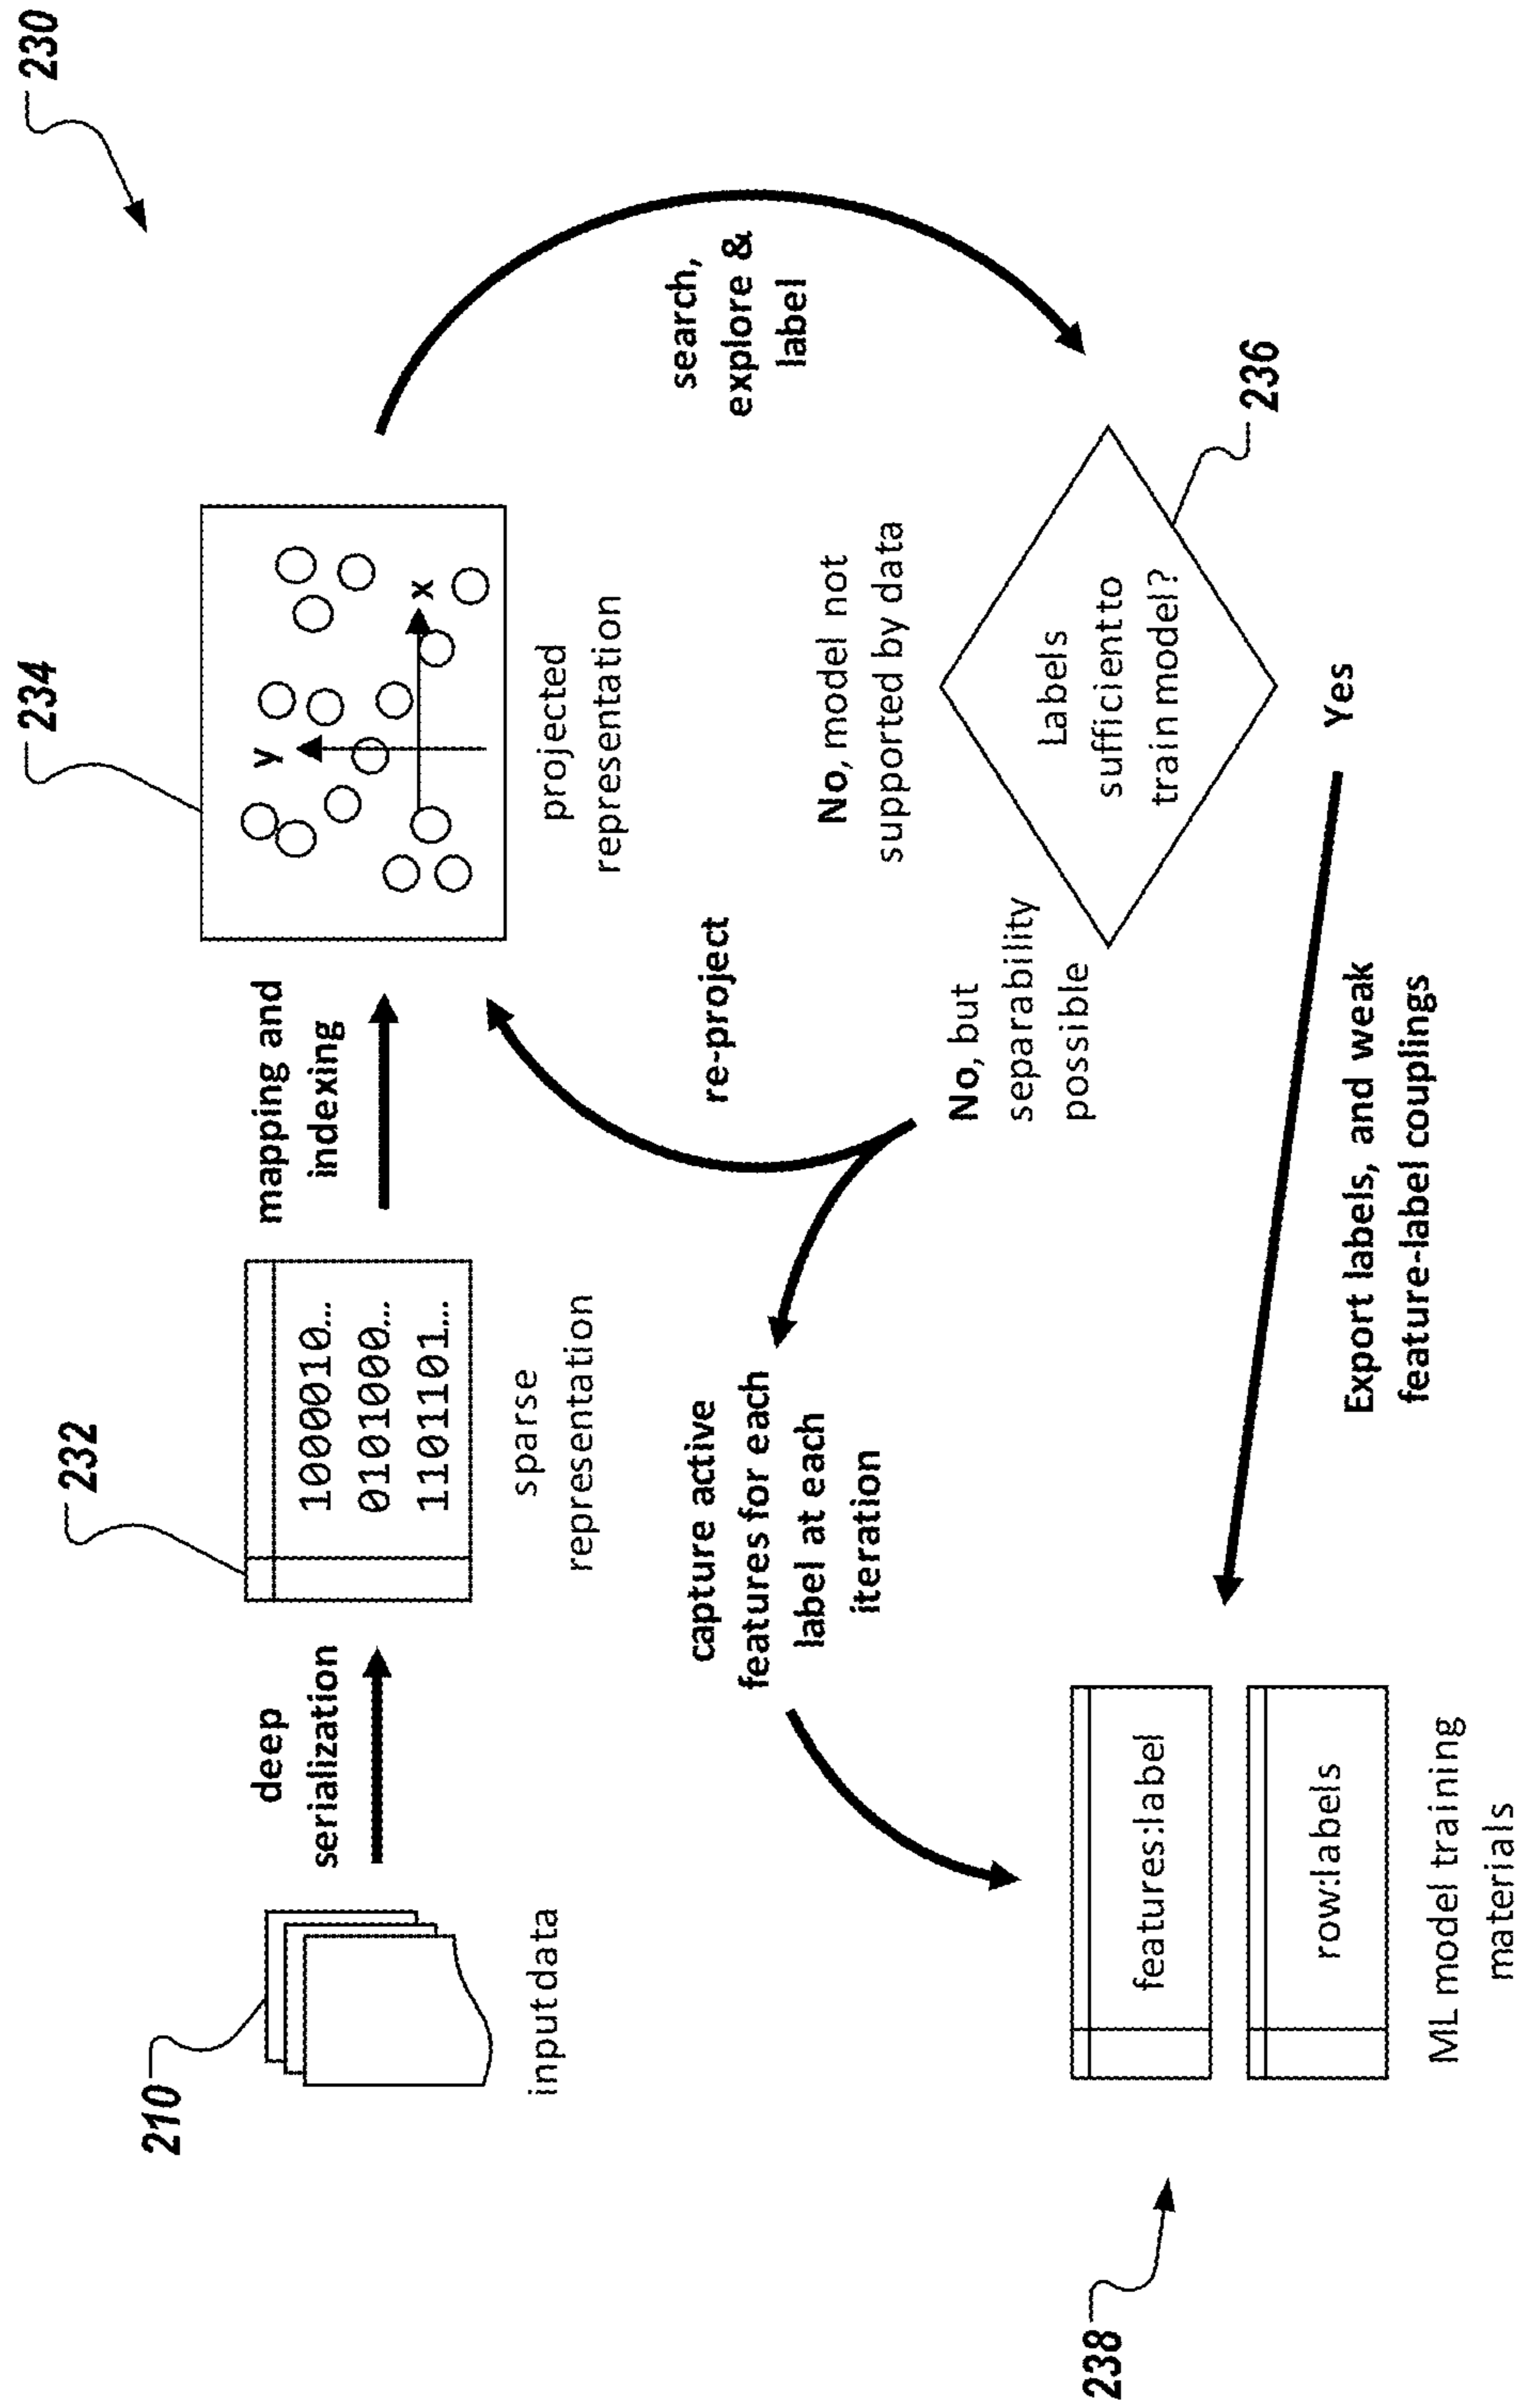 230
210
deep
serialization
232
1000010...
0101000...
1101101...
mapping and
indexing
234
y
x
input data
sparse
representation
projected
representation
search,
explore &
label
re-project
capture active
features for each
label at each
iteration
No, model not
supported by data
No, but
separability
possible
Labels
sufficient to
train model?
236
Yes
Export labels, and weak
feature-label couplings
238
features:label
row:labels
ML model training
materials